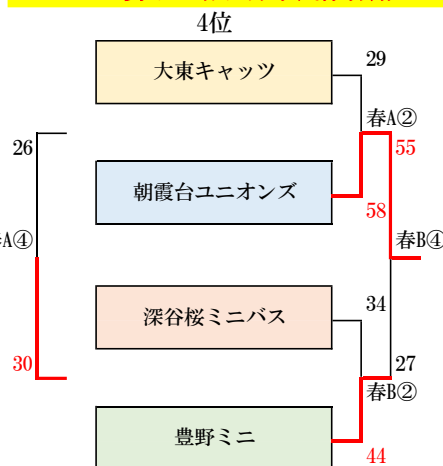 4位
大東キャッツ
29
春A②
26
55
朝霞台ユニオンズ
58
A④
春B④
深谷桜ミニバス
34
30
27
春B②
豊野ミニ
44